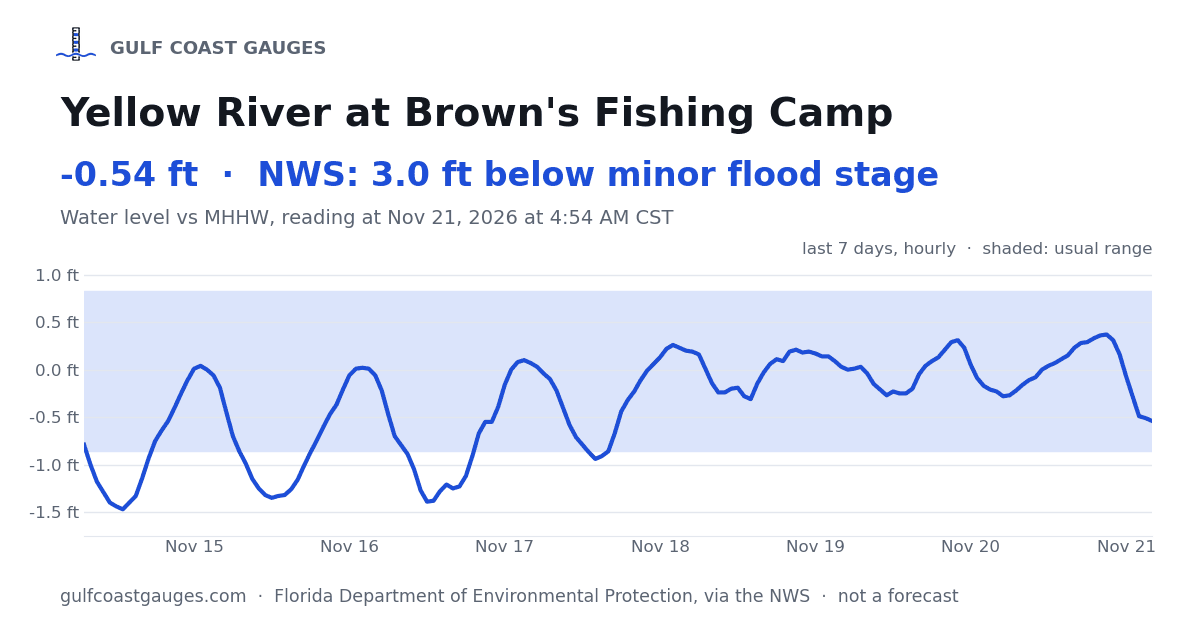 GULF COAST GAUGES
Yellow River at Brown's Fishing Camp
-0.54 ft · NWS: 3.0 ft below minor flood stage
Water level vs MHHW, reading at Nov 21, 2026 at 4:54 AM CST
last 7 days, hourly · shaded: usual range
1.0 ft
0.5 ft
0.0 ft
-0.5 ft
-1.0 ft
-1.5 ft
Nov 15 Nov 16 Nov 17 Nov 18 Nov 19 Nov 20 Nov 21
gulfcoastgauges.com · Florida Department of Environmental Protection, via the NWS · not a forecast